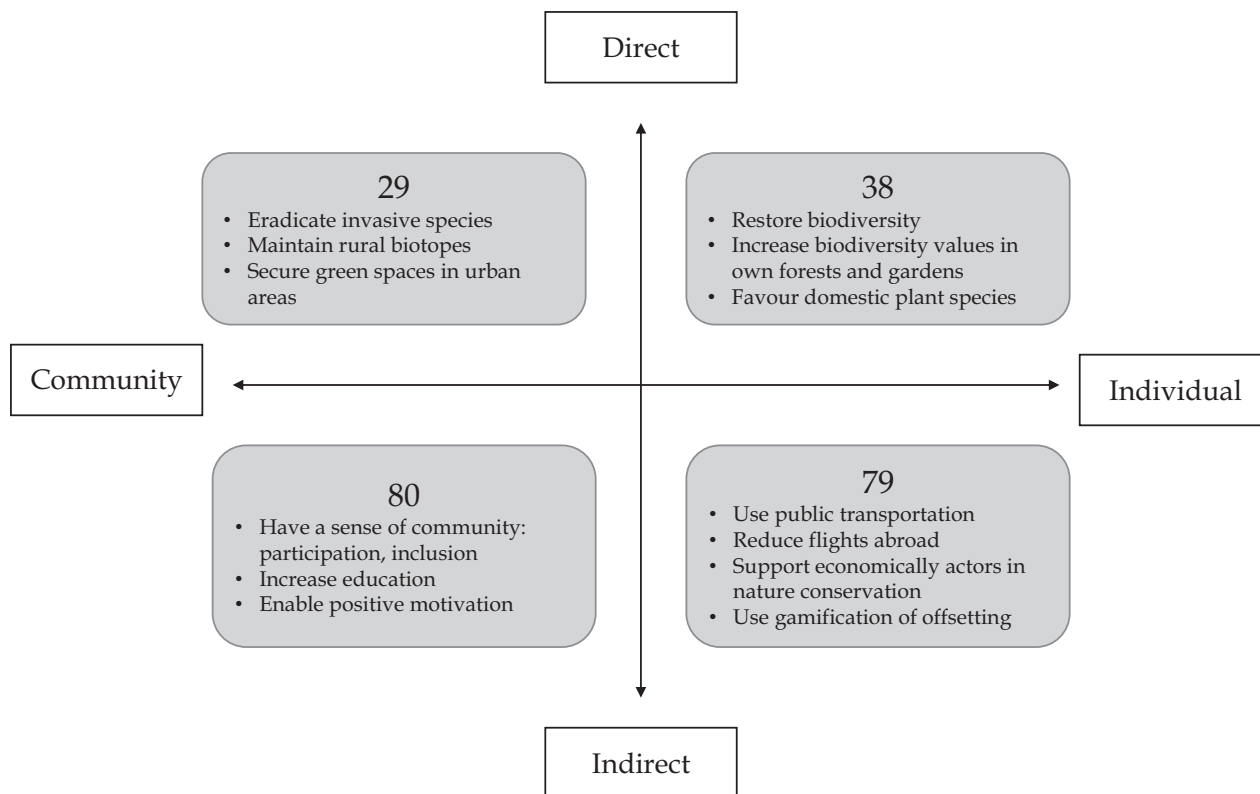 Direct
29
• Eradicate invasive species
• Maintain rural biotopes
• Secure green spaces in urban
areas
38
• Restore biodiversity
• Increase biodiversity values in
own forests and gardens
• Favour domestic plant species
Community
Individual
80
• Have a sense of community:
participation, inclusion
• Increase education
• Enable positive motivation
79
• Use public transportation
• Reduce flights abroad
• Support economically actors in
nature conservation
• Use gamification of offsetting
Indirect